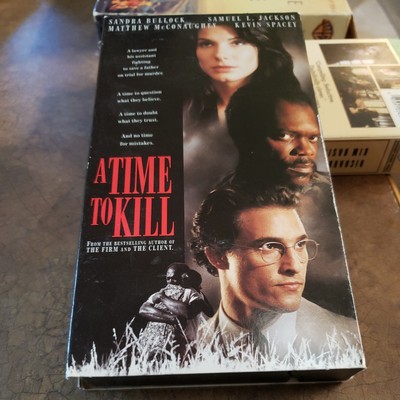 SANDRA BULLOCK SAMUEL L. JACKSON
MATTHEW McCONAUGHEY KEVIN SPACEY
A lawyer and
his assistant
fighting
to save a father
on trial for murder.
A time to question
what they believe.
A time to doubt
what they trust.
And no time
for mistakes.
A TIME
TO KILL
FROM THE BESTSELLING AUTHOR OF
THE FIRM AND THE CLIENT.